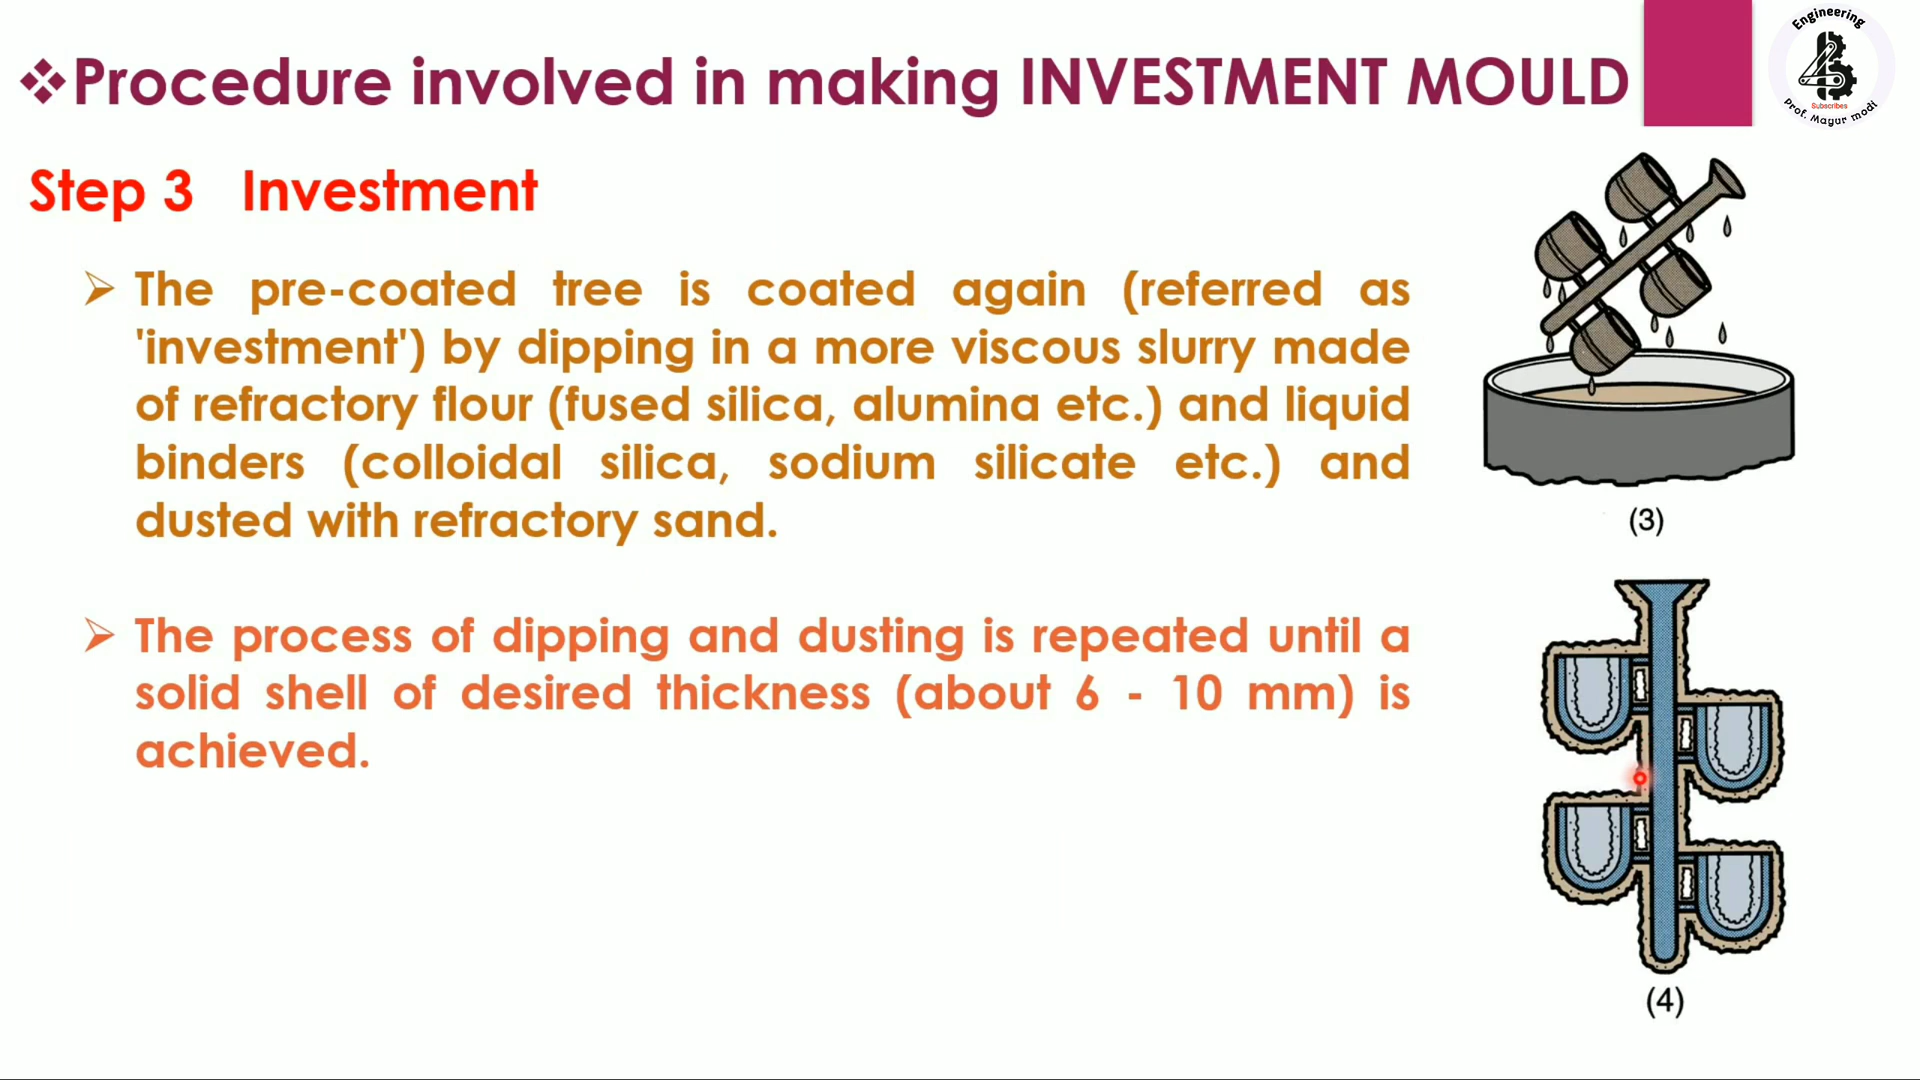 ❖Procedure involved in making INVESTMENT MOULD
Engineering
Subscribes
Prof. Mayur modi
Step 3 Investment
➢ The pre-coated tree is coated again (referred as
'investment') by dipping in a more viscous slurry made
of refractory flour (fused silica, alumina etc.) and liquid
binders (colloidal silica, sodium silicate etc.) and
dusted with refractory sand.
(3)
➢ The process of dipping and dusting is repeated until a
solid shell of desired thickness (about 6 - 10 mm) is
achieved.
(4)